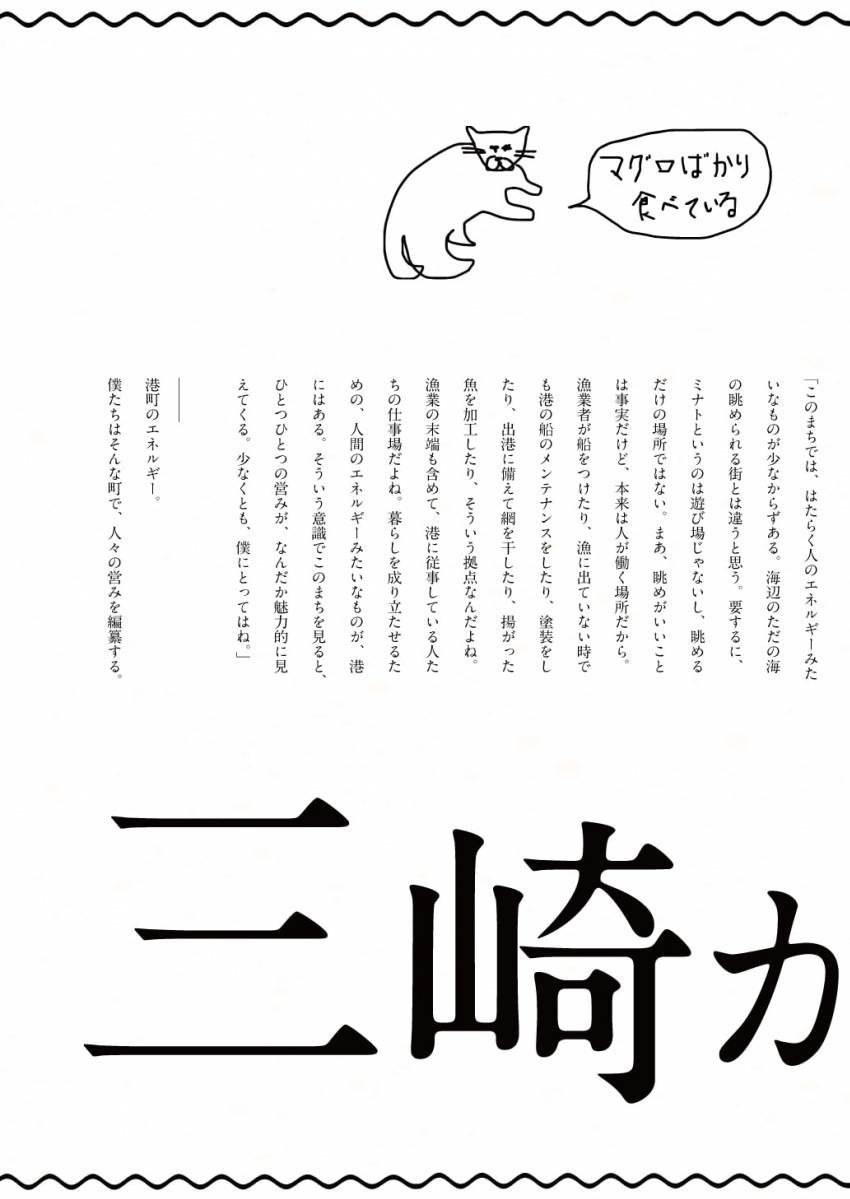 マグロばかり
食べている
「このまちでは、はたらく人のエネルギーみた
いなものが少なからずある。海辺のただの海
の眺められる街とは違うと思う。要するに、
ミナトというのは遊び場じゃないし、眺める
だけの場所ではない。まあ、眺めがいいこと
は事実だけど、本来は人が働く場所だから。
漁業者が船をつけたり、漁に出ていない時で
も港の船のメンテナンスをしたり、塗装をし
たり、出港に備えて網を干したり、揚がった
魚を加工したり、そういう拠点なんだよね。
漁業の末端も含めて、港に従事している人た
ちの仕事場だよね。暮らしを成り立たせるた
めの、人間のエネルギーみたいなものが、港
にはある。そういう意識でこのまちを見ると、
ひとつひとつの営みが、なんだか魅力的に見
えてくる。少なくとも、僕にとってはね。」
港町のエネルギー。
僕たちはそんな町で、人々の営みを編纂する。
三崎カ